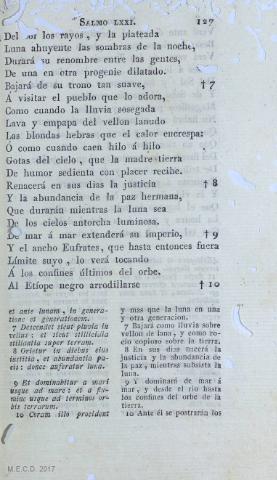 SALMO LXXI. 127
Del sol los rayos, y la plateada
Luna ahuyente las sombras de la noche,
Durará su renombre entre las gentes,
De una en otra progenie dilatado.
Bajará de su trono tan suave, † 7
Á visitar el pueblo que lo adora,
Como cuando la lluvia sosegada
Lava y empapa del vellon lanudo
Las blondas hebras que el calor encrespa:
Ó como cuando caen hilo á hilo
Gotas del cielo, que la madre tierra
De humor sedienta con placer recibe.
Renacerá en sus dias la justicia † 8
Y la abundancia de la paz hermana,
Que durarán mientras la luna sea
De los cielos antorcha luminosa.
De mar á mar extenderá su imperio, † 9
Y el ancho Eufrates, que hasta entonces fuera
Límite suyo, lo verá tocando
Á los confines últimos del orbe.
Al Etíope negro arrodillarse † 10
et ante lunam, in genera-
tione et generationem.
7 Descendet sicut pluvia in
vellus: et sicut stillicidia
stillantia super terram.
8 Orietur in diebus eius
iustitia, et abundantia pa-
cis: donec auferatur luna.
9 Et dominabitur a mari
usque ad mare: et a flu-
mine usque ad terminos or-
bis terrarum.
10 Coram illo procident
y mas que la luna en una
y otra generacion.
7 Bajará como lluvia sobre
vellon de lana, y como ro-
cio copioso sobre la tierra.
8 En sus dias nacerá la
justicia y la abundancia de
la paz, mientras subsista la
luna.
9 Y dominará de mar á
mar, y desde el rio hasta
los confines del orbe de la
tierra.
10 Ante él se postrarán los
M.E.C.D. 2017